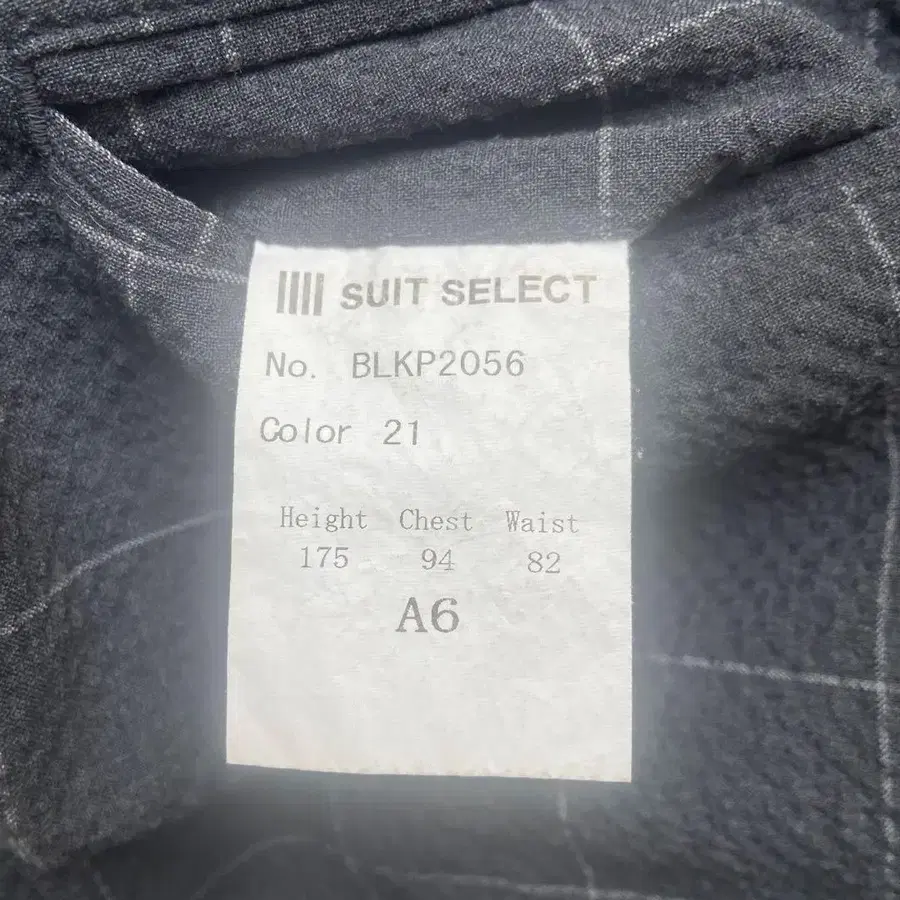 SUIT SELECT
No. BLKP2056
Color 21
Height Chest Waist
175 94 82
A6